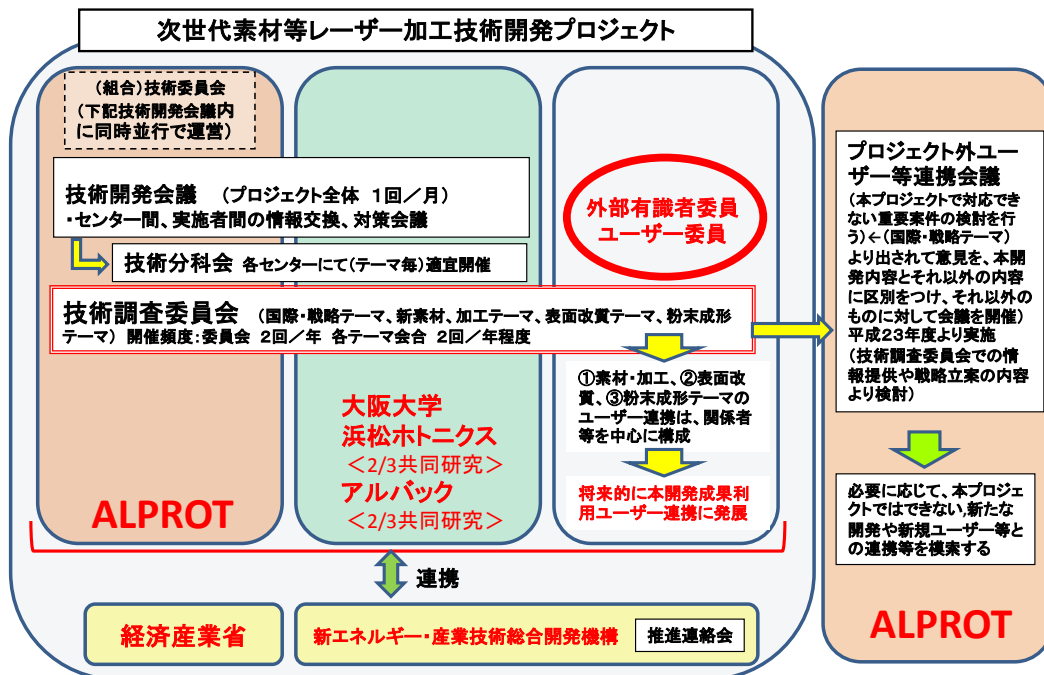 次世代素材等レーザー加工技術開発プロジェクト
（組合）技術委員会
（下記技術開発会議内
に同時並行で運営）
技術開発会議　（プロジェクト全体　１回／月）
・センター間、実施者間の情報交換、対策会議
技術分科会 各センターにて（テーマ毎）適宜開催
技術調査委員会　（国際・戦略テーマ、新素材、加工テーマ、表面改質テーマ、粉末成形
テーマ）　開催頻度：委員会　２回／年　各テーマ会合　２回／年程度
外部有識者委員
ユーザー委員
①素材・加工、②表面改
質、③粉末成形テーマの
ユーザー連携は、関係者
等を中心に構成
将来的に本開発成果利
用ユーザー連携に発展
大阪大学
浜松ホトニクス
＜2/3共同研究＞
アルバック
＜2/3共同研究＞
ALPROT
連携
経済産業省
新エネルギー・産業技術総合開発機構
推進連絡会
プロジェクト外ユー
ザー等連携会議
（本プロジェクトで対応でき
ない重要案件の検討を行
う）←（国際・戦略テーマ）
より出されて意見を、本開
発内容とそれ以外の内容
に区別をつけ、それ以外の
ものに対して会議を開催）
平成２３年度より実施
（技術調査委員会での情
報提供や戦略立案の内容
より検討）
必要に応じて、本プロジェ
クトではできない,新たな
開発や新規ユーザー等と
の連携等を模索する
ALPROT